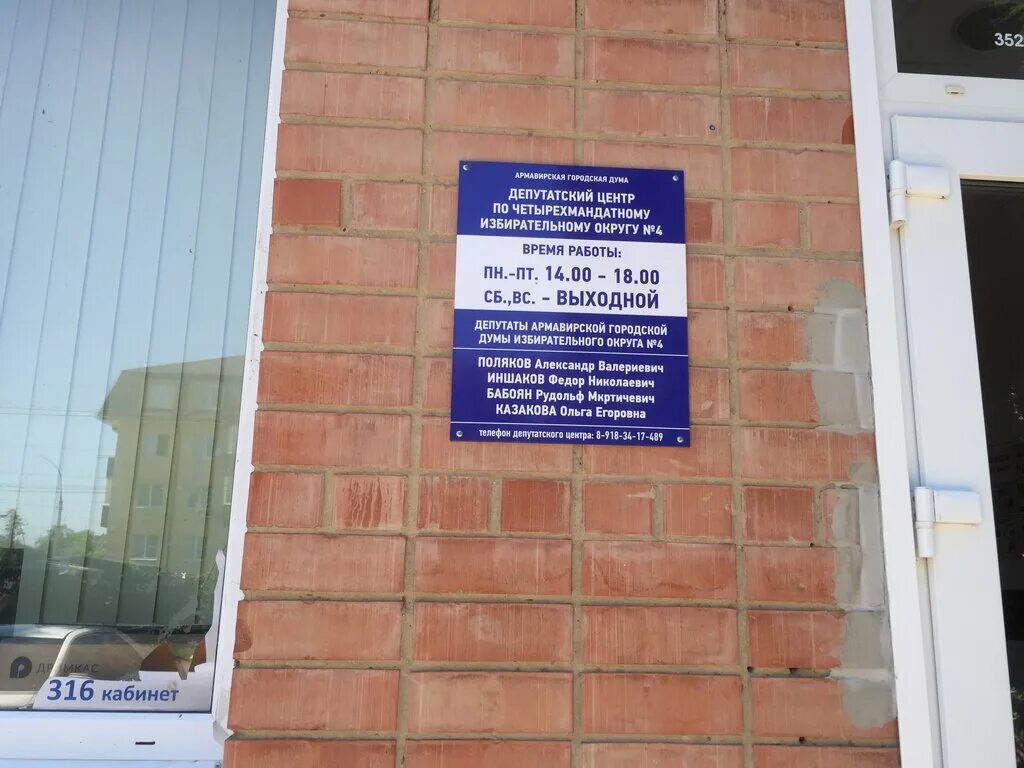 АРМАВИРСКАЯ ГОРОДСКАЯ ДУМА
ДЕПУТАТСКИЙ ЦЕНТР
ПО ЧЕТЫРЕХМАНДАТНОМУ
ИЗБИРАТЕЛЬНОМУ ОКРУГУ №4
ВРЕМЯ РАБОТЫ:
ПН.-ПТ. 14.00 - 18.00
СБ.,ВС. - ВЫХОДНОЙ
ДЕПУТАТЫ АРМАВИРСКОЙ ГОРОДСКОЙ
ДУМЫ ИЗБИРАТЕЛЬНОГО ОКРУГА №4
ПОЛЯКОВ Александр Валериевич
ИНШАКОВ Федор Николаевич
БАБОЯН Рудольф Мкртичевич
КАЗАКОВА Ольга Егоровна
телефон депутатского центра: 8-918-34-17-489
352
ДРИМКАС
316 кабинет